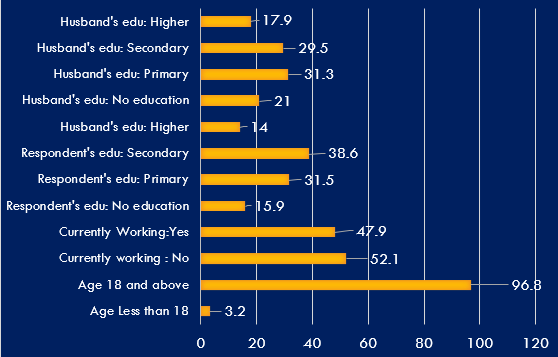 Husband's edu: Higher 17.9
Husband's edu: Secondary 29.5
Husband's edu: Primary 31.3
Husband's edu: No education 21
Husband's edu: Higher 14
Respondent's edu: Secondary 38.6
Respondent's edu: Primary 31.5
Respondent's edu: No education 15.9
Currently Working:Yes 47.9
Currently working : No 52.1
Age 18 and above 96.8
Age Less than 18 3.2
0 20 40 60 80 100 120